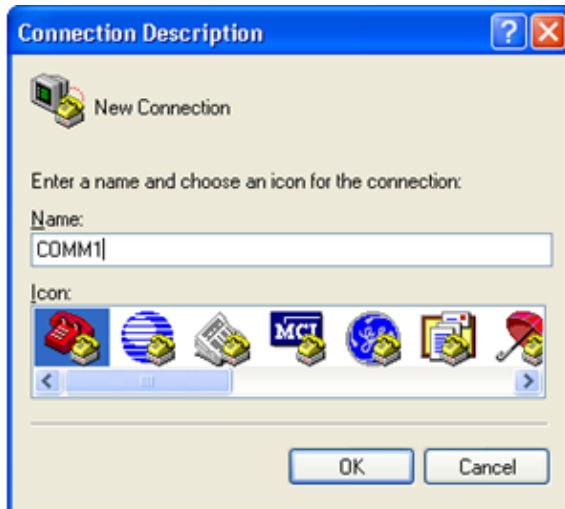 Connection Description
New Connection
Enter a name and choose an icon for the connection:
Name:
COMM1
Icon:
MCI
OK
Cancel